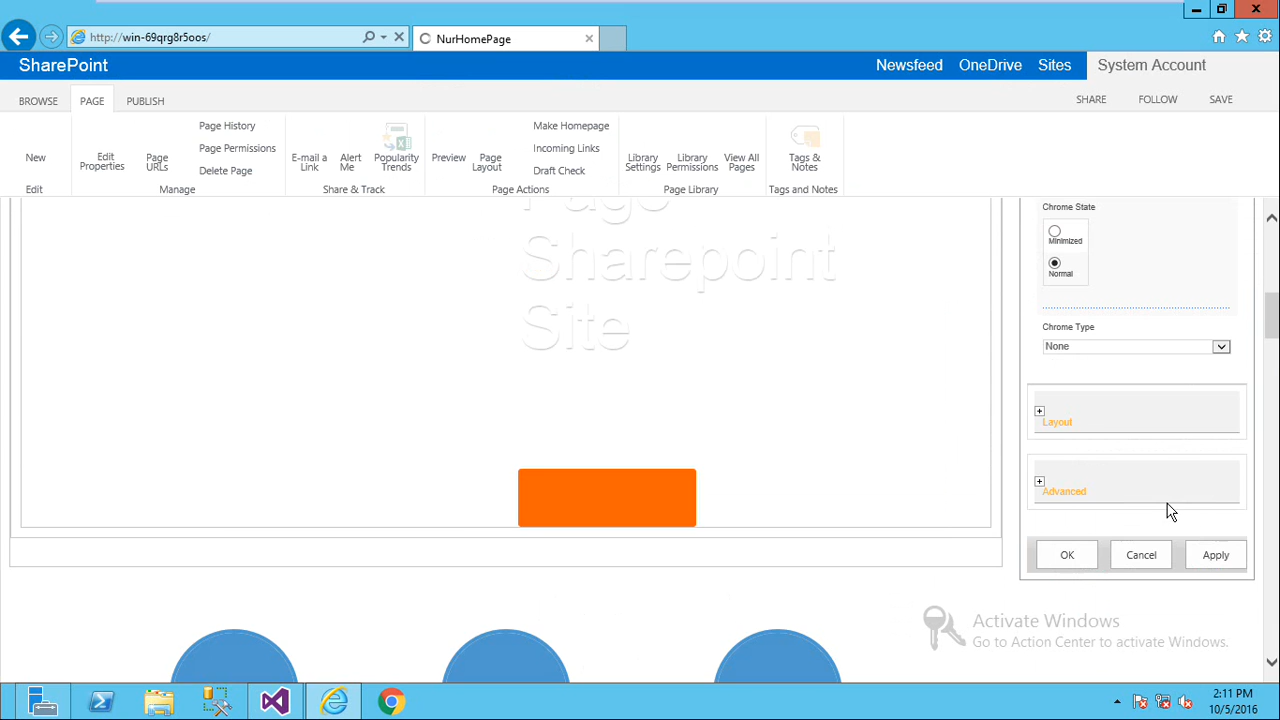 http://win-69qrg8r5oos/
NurHomePage
SharePoint
Newsfeed OneDrive Sites System Account
BROWSE PAGE PUBLISH
SHARE FOLLOW SAVE
New
Edit
Edit Properties
Page URLs
Page History
Page Permissions
Delete Page
Manage
E-mail a Link
Alert Me
Popularity Trends
Share & Track
Preview
Page Layout
Make Homepage
Incoming Links
Draft Check
Page Actions
Library Settings
Library Permissions
View All Pages
Page Library
Tags & Notes
Tags and Notes
Page
Sharepoint
Site
Chrome State
Minimized
Normal
Chrome Type
None
Layout
Advanced
OK Cancel Apply
Activate Windows
Go to Action Center to activate Windows.
2:11 PM
10/5/2016